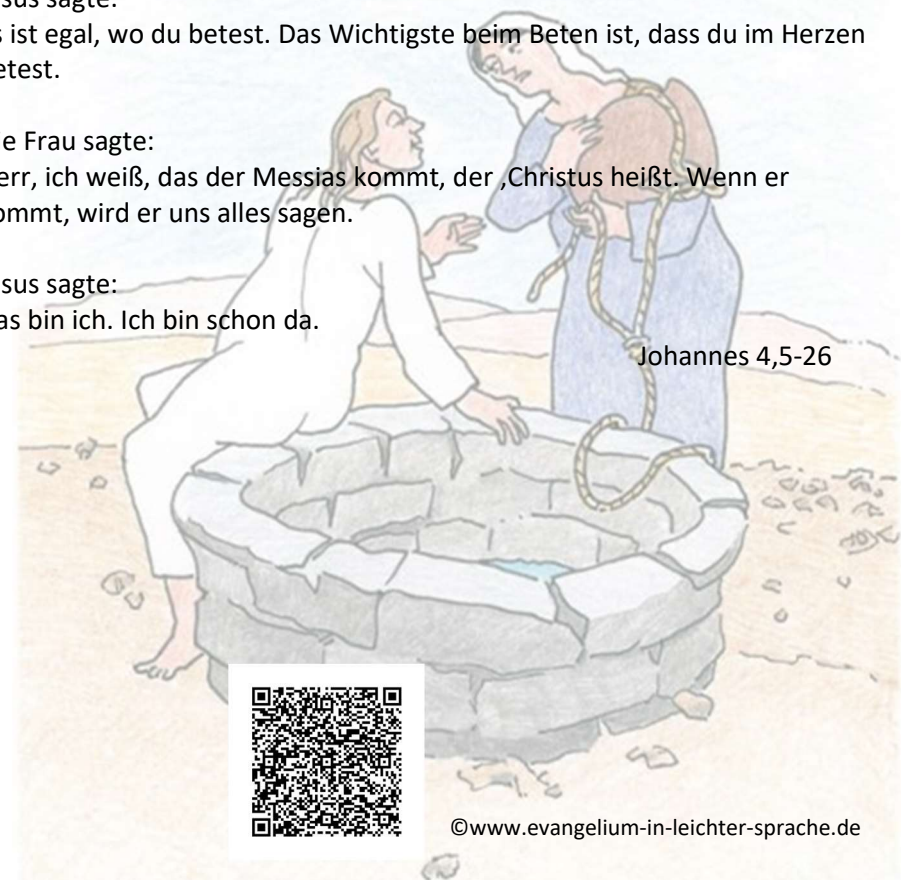 sus sagte:
s ist egal, wo du betest. Das Wichtigste beim Beten ist, dass du im Herzen
etest.
e Frau sagte:
err, ich weiß, das der Messias kommt, der ‚Christus heißt. Wenn er
ommt, wird er uns alles sagen.
sus sagte:
as bin ich. Ich bin schon da.
Johannes 4,5-26
©www.evangelium-in-leichter-sprache.de